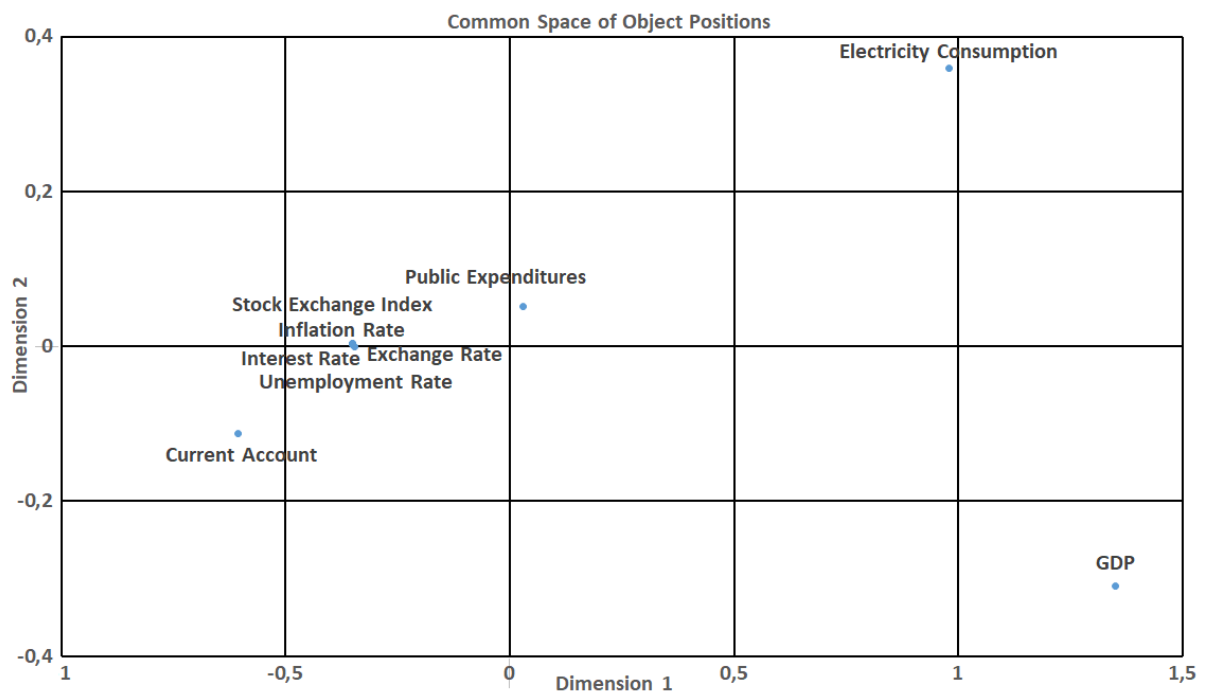 Common Space of Object Positions
0,4
Electricity Consumption
0,2
Public Expenditures
Stock Exchange Index
Inflation Rate
0
Interest Rate
Exchange Rate
Unemployment Rate
Current Account
-0,2
GDP
-0,4
1
-0,5
0
0,5
1
1,5
Dimension 1
Dimension 2